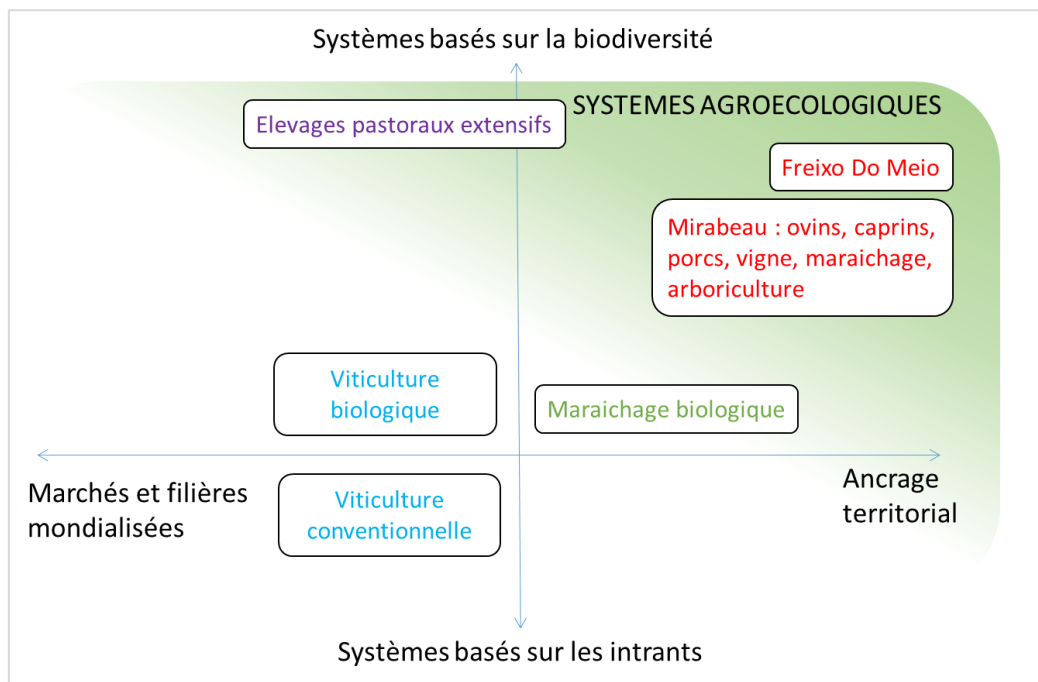 Systèmes basés sur la biodiversité
SYSTEMES AGROECOLOGIQUES
Elevages pastoraux extensifs
Freixo Do Meio
Mirabeau : ovins, caprins,
porcs, vigne, maraichage,
arboriculture
Viticulture
biologique
Maraichage biologique
Marchés et filières
mondialisées
Viticulture
conventionnelle
Ancrage
territorial
Systèmes basés sur les intrants